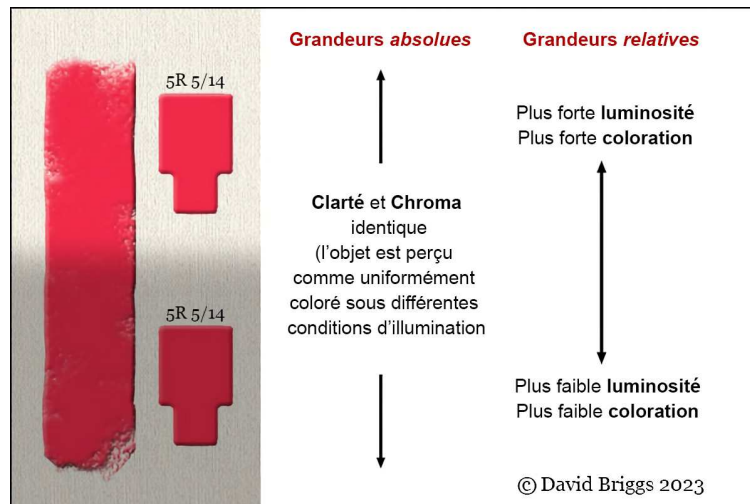 5R 5/14
5R 5/14
Grandeurs absolues
Clarté et Chroma
identique
(l’objet est perçu
comme uniformément
coloré sous différentes
conditions d’illumination
Grandeurs relatives
Plus forte luminosité
Plus forte coloration
Plus faible luminosité
Plus faible coloration
© David Briggs 2023